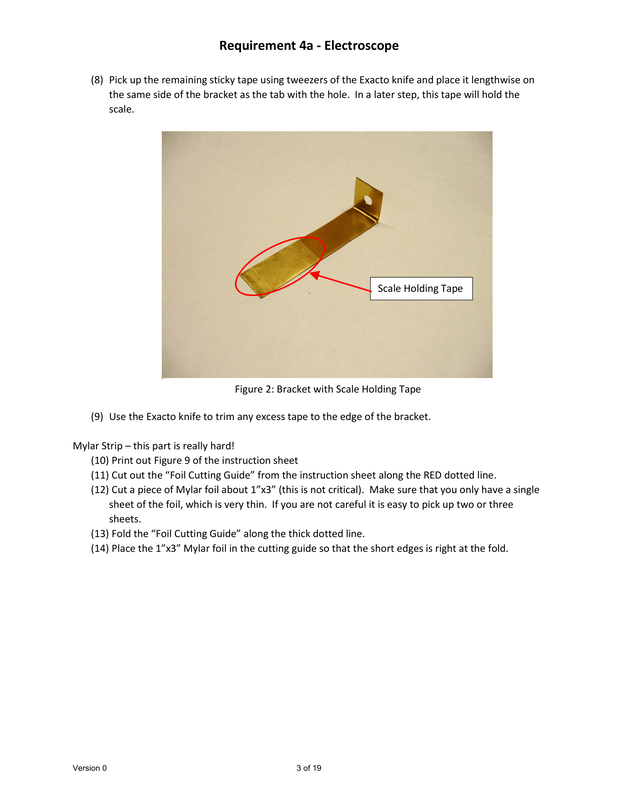 Requirement 4a - Electroscope
(8) Pick up the remaining sticky tape using tweezers of the Exacto knife and place it lengthwise on
the same side of the bracket as the tab with the hole. In a later step, this tape will hold the
scale.
Scale Holding Tape
Figure 2: Bracket with Scale Holding Tape
(9) Use the Exacto knife to trim any excess tape to the edge of the bracket.
Mylar Strip – this part is really hard!
(10) Print out Figure 9 of the instruction sheet
(11) Cut out the “Foil Cutting Guide” from the instruction sheet along the RED dotted line.
(12) Cut a piece of Mylar foil about 1”x3” (this is not critical). Make sure that you only have a single
sheet of the foil, which is very thin. If you are not careful it is easy to pick up two or three
sheets.
(13) Fold the “Foil Cutting Guide” along the thick dotted line.
(14) Place the 1”x3” Mylar foil in the cutting guide so that the short edges is right at the fold.
Version 0 3 of 19